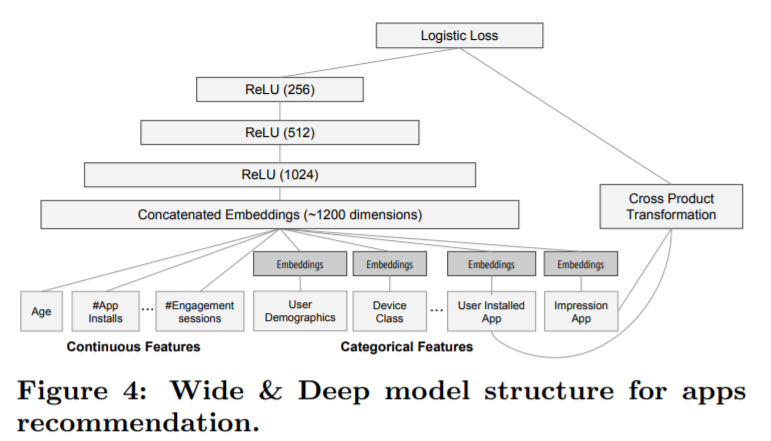 Logistic Loss
ReLU (256)
ReLU (512)
ReLU (1024)
Cross Product
Transformation
Concatenated Embeddings (~1200 dimensions)
Embeddings
Embeddings
Embeddings
Embeddings
Age
#App
Installs
...
#Engagement
sessions
User
Demographics
Device
Class
...
User Installed
App
Impression
App
Continuous Features
Categorical Features
Figure 4: Wide & Deep model structure for apps
recommendation.